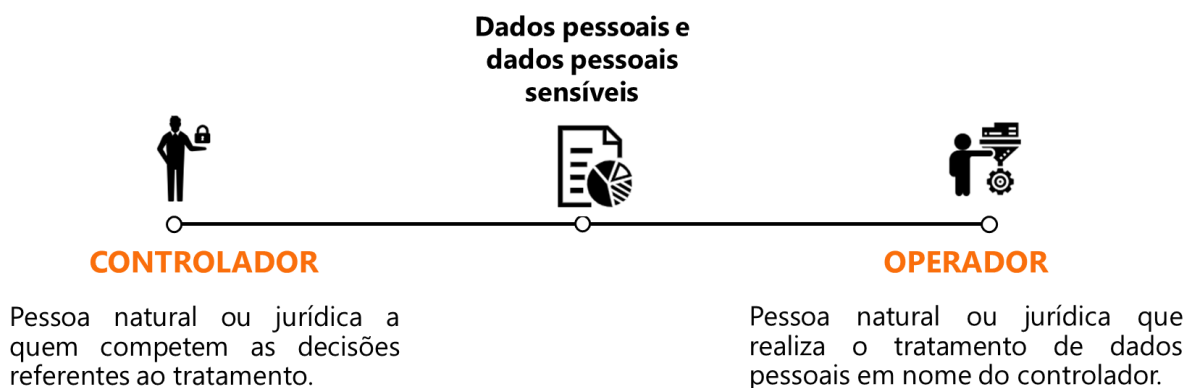 Dados pessoais e
dados pessoais
sensíveis
CONTROLADOR
Pessoa natural ou jurídica a
quem competem as decisões
referentes ao tratamento.
OPERADOR
Pessoa natural ou jurídica que
realiza o tratamento de dados
pessoais em nome do controlador.